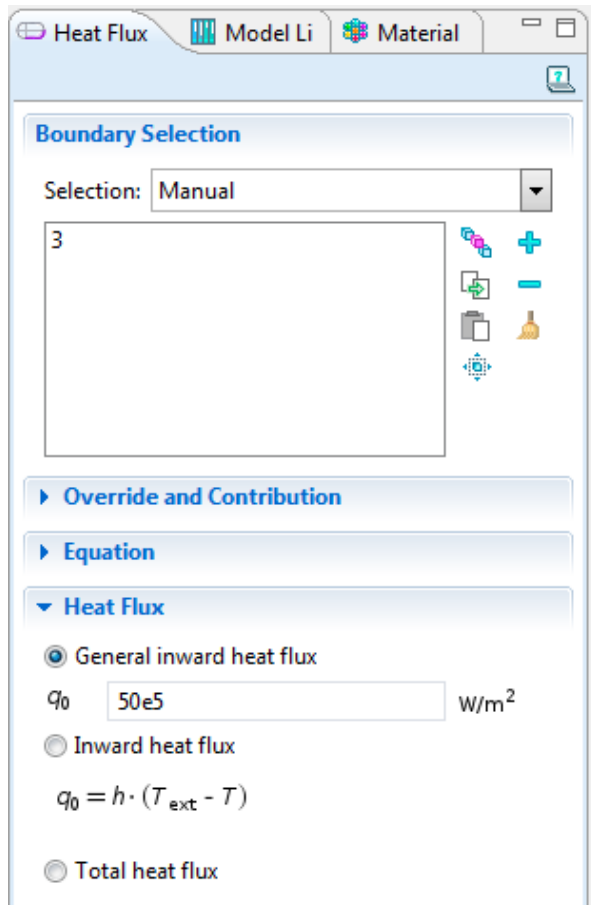 Heat Flux Model Li Material
Boundary Selection
Selection: Manual
3
Override and Contribution
Equation
Heat Flux
General inward heat flux
q₀ 50e5 W/m²
Inward heat flux
q₀ = h · (T_ext - T)
Total heat flux